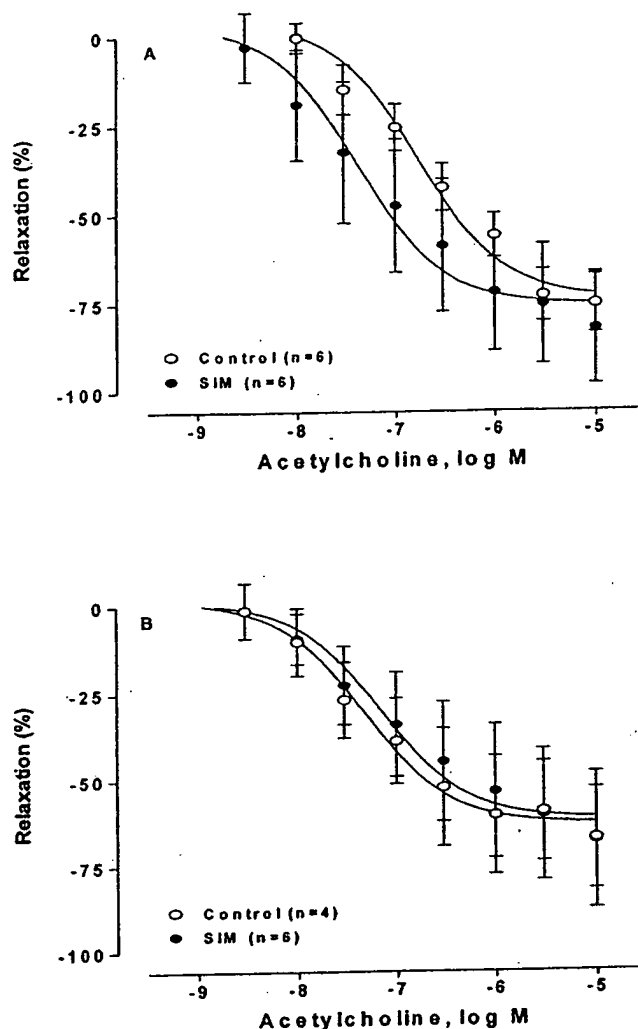 A
0
-25
-50
-75
-100
Relaxation (%)
Control (n=6)
SIM (n=6)
-9 -8 -7 -6 -5
Acetylcholine, log M
B
0
-25
-50
-75
-100
Relaxation (%)
Control (n=4)
SIM (n=6)
-9 -8 -7 -6 -5
Acetylcholine, log M